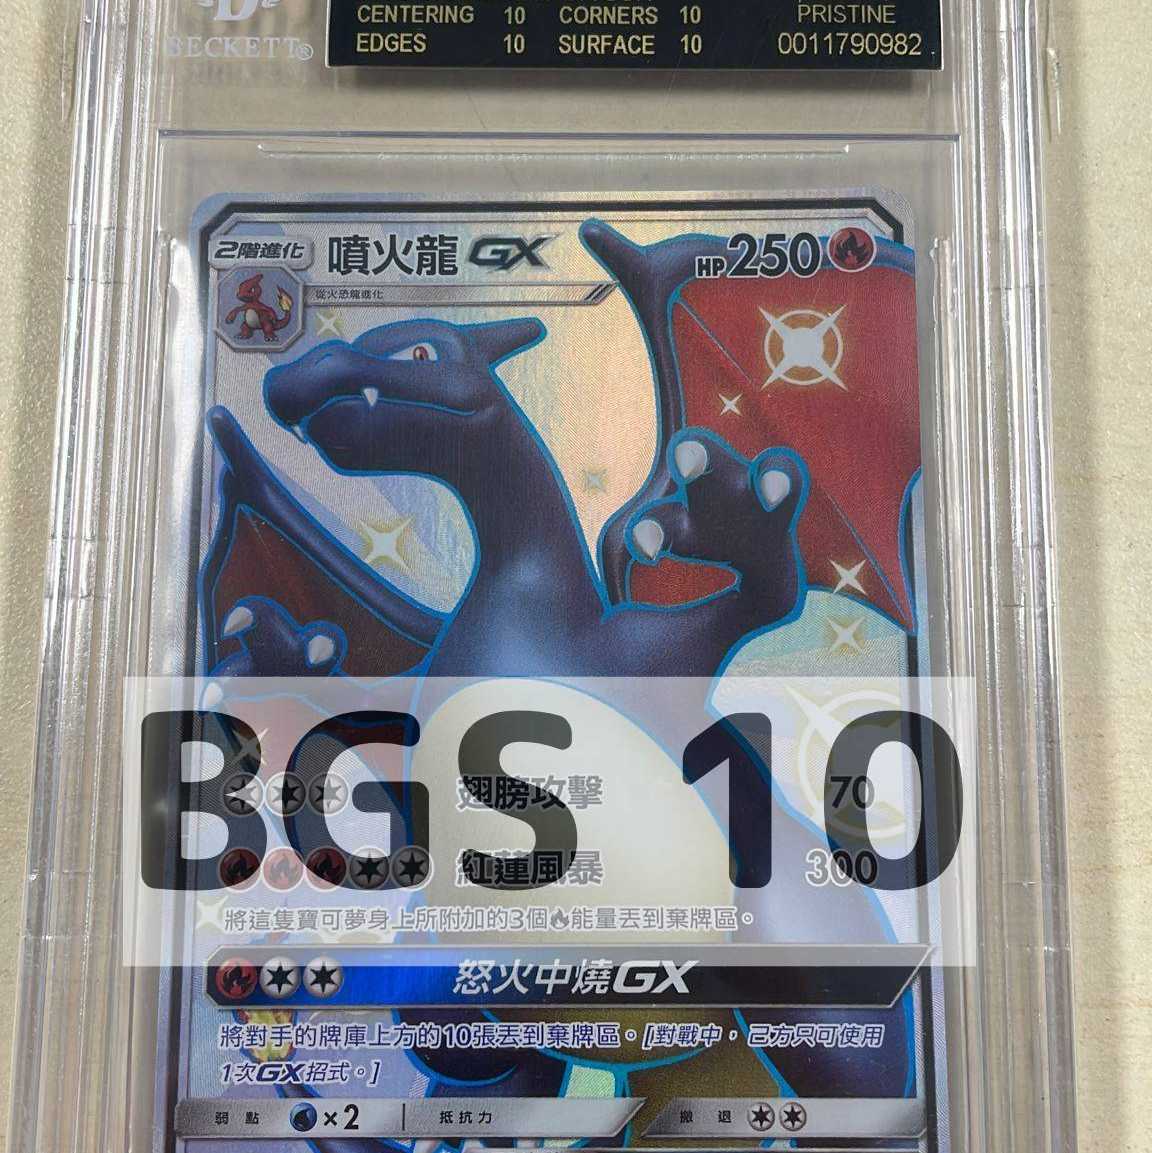 BECKETT®
CENTERING 10 CORNERS 10 PRISTINE
EDGES 10 SURFACE 10 0011790982
2階進化 噴火龍GX HP250
從火恐龍進化
BGS 10
翅膀攻擊 70
紅蓮風暴 300
將這隻寶可夢身上所附加的3個能量丟到棄牌區。
怒火中燒GX
將對手的牌庫上方的10張丟到棄牌區。[對戰中,己方只可使用
1次GX招式。]
弱點 ×2 抵抗力 撤退